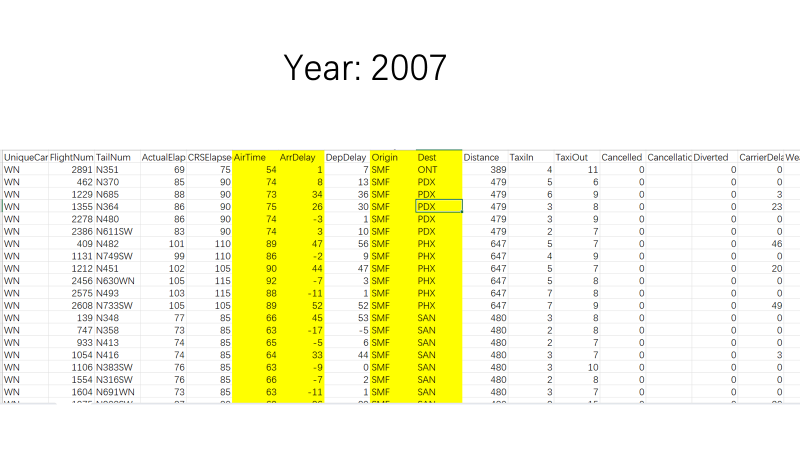 Year: 2007
UniqueCar FlightNum TailNum ActualElap CRSElapse AirTime ArrDelay DepDelay Origin Dest Distance TaxiIn TaxiOut Cancelled Cancellatic Diverted CarrierDela Wea
WN 2891 N351 69 75 54 1 7 SMF ONT 389 4 11 0 0 0
WN 462 N370 85 90 74 8 13 SMF PDX 479 5 6 0 0 0
WN 1229 N685 88 90 73 34 36 SMF PDX 479 6 9 0 0 3
WN 1355 N364 86 90 75 26 30 SMF PDX 479 3 8 0 0 23
WN 2278 N480 86 90 74 -3 1 SMF PDX 479 3 9 0 0 0
WN 2386 N611SW 83 90 74 3 10 SMF PDX 479 2 7 0 0 0
WN 409 N482 101 110 89 47 56 SMF PHX 647 5 7 0 0 46
WN 1131 N749SW 99 110 86 -2 9 SMF PHX 647 4 9 0 0 0
WN 1212 N451 102 105 90 44 47 SMF PHX 647 5 7 0 0 20
WN 2456 N630WN 105 115 92 -7 3 SMF PHX 647 5 8 0 0 0
WN 2575 N493 103 115 88 -11 1 SMF PHX 647 7 8 0 0 0
WN 2608 N733SW 105 105 89 52 52 SMF PHX 647 7 9 0 0 49
WN 139 N348 77 85 66 45 53 SMF SAN 480 3 8 0 0 0
WN 747 N358 73 85 63 -17 -5 SMF SAN 480 2 8 0 0 0
WN 933 N413 74 85 65 -5 6 SMF SAN 480 2 7 0 0 0
WN 1054 N416 74 85 64 33 44 SMF SAN 480 3 7 0 0 3
WN 1106 N383SW 76 85 63 -9 0 SMF SAN 480 3 10 0 0 0
WN 1554 N316SW 76 85 66 -7 2 SMF SAN 480 2 8 0 0 0
WN 1604 N691WN 73 85 63 -11 1 SMF SAN 480 3 7 0 0 0